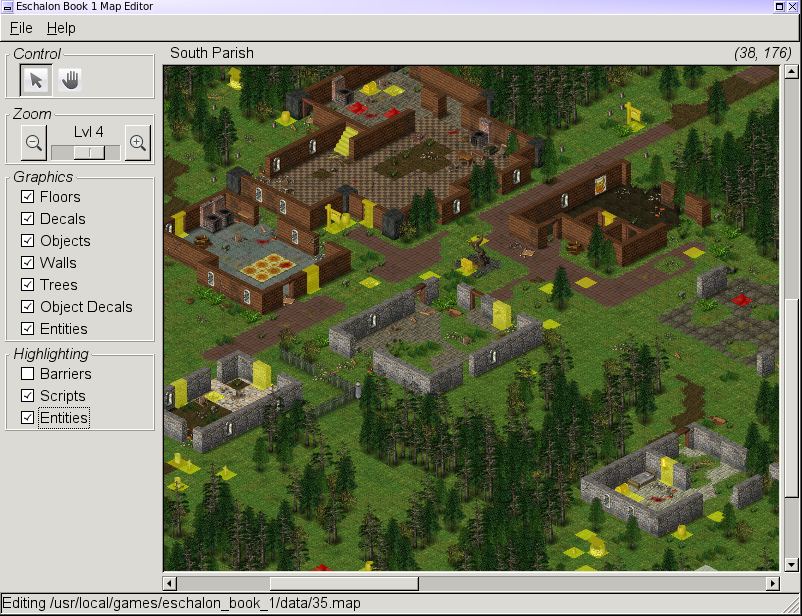 Eschalon Book 1 Map Editor
File Help
Control
South Parish
(38, 176)
Zoom
Lvl 4
Graphics
Floors
Decals
Objects
Walls
Trees
Object Decals
Entities
Highlighting
Barriers
Scripts
Entities
Editing /usr/local/games/eschalon_book_1/data/35.map